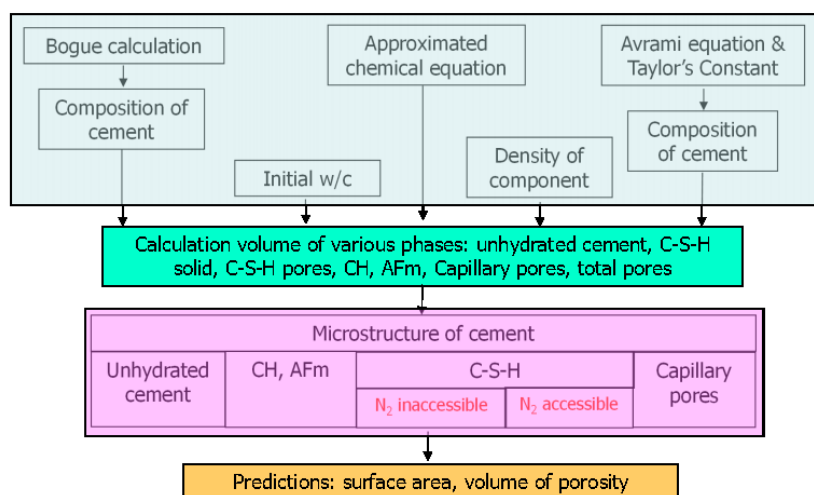 Bogue calculation
Composition of
cement
Initial w/c
Approximated
chemical equation
Density of
component
Avrami equation &
Taylor's Constant
Composition
of cement
Calculation volume of various phases: unhydrated cement, C-S-H
solid, C-S-H pores, CH, AFm, Capillary pores, total pores
Microstructure of cement
Unhydrated
cement
CH, AFm
C-S-H
N₂ inaccessible
N₂ accessible
Capillary
pores
Predictions: surface area, volume of porosity